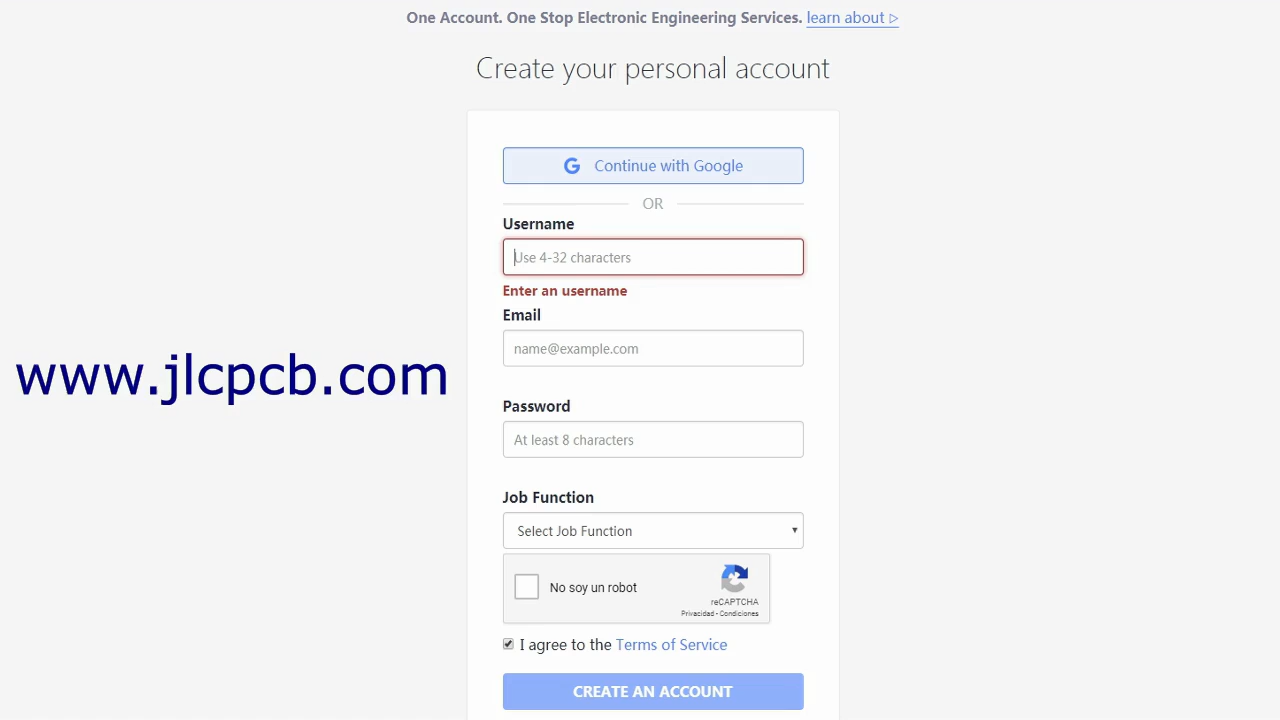 One Account. One Stop Electronic Engineering Services. learn about ▷
Create your personal account
Continue with Google
OR
Username
Use 4-32 characters
Enter an username
Email
name@example.com
www.jlcpcb.com
Password
At least 8 characters
Job Function
Select Job Function
No soy un robot
reCAPTCHA
Privacidad - Condiciones
I agree to the Terms of Service
CREATE AN ACCOUNT